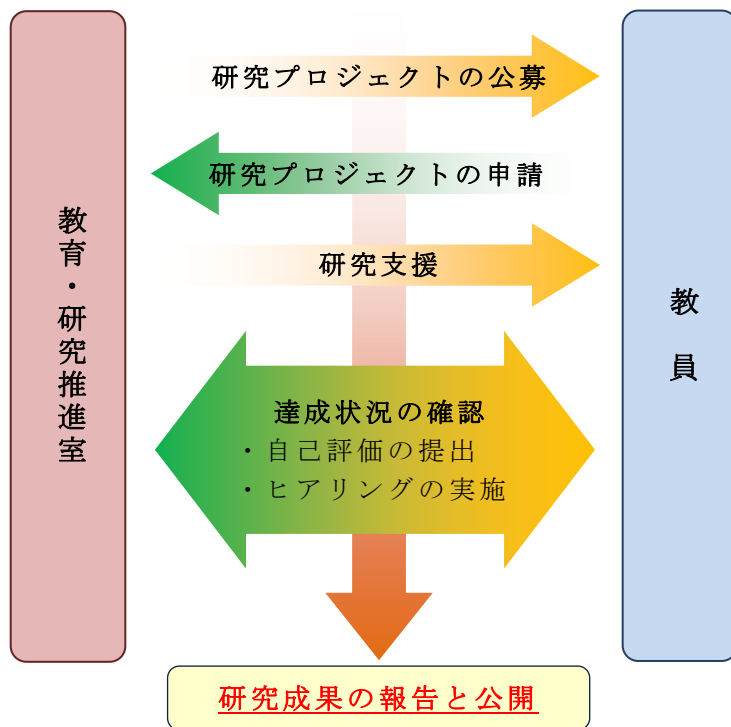 研究プロジェクトの公募
研究プロジェクトの申請
研究支援
教育・研究推進室
教員
達成状況の確認
・自己評価の提出
・ヒアリングの実施
研究成果の報告と公開